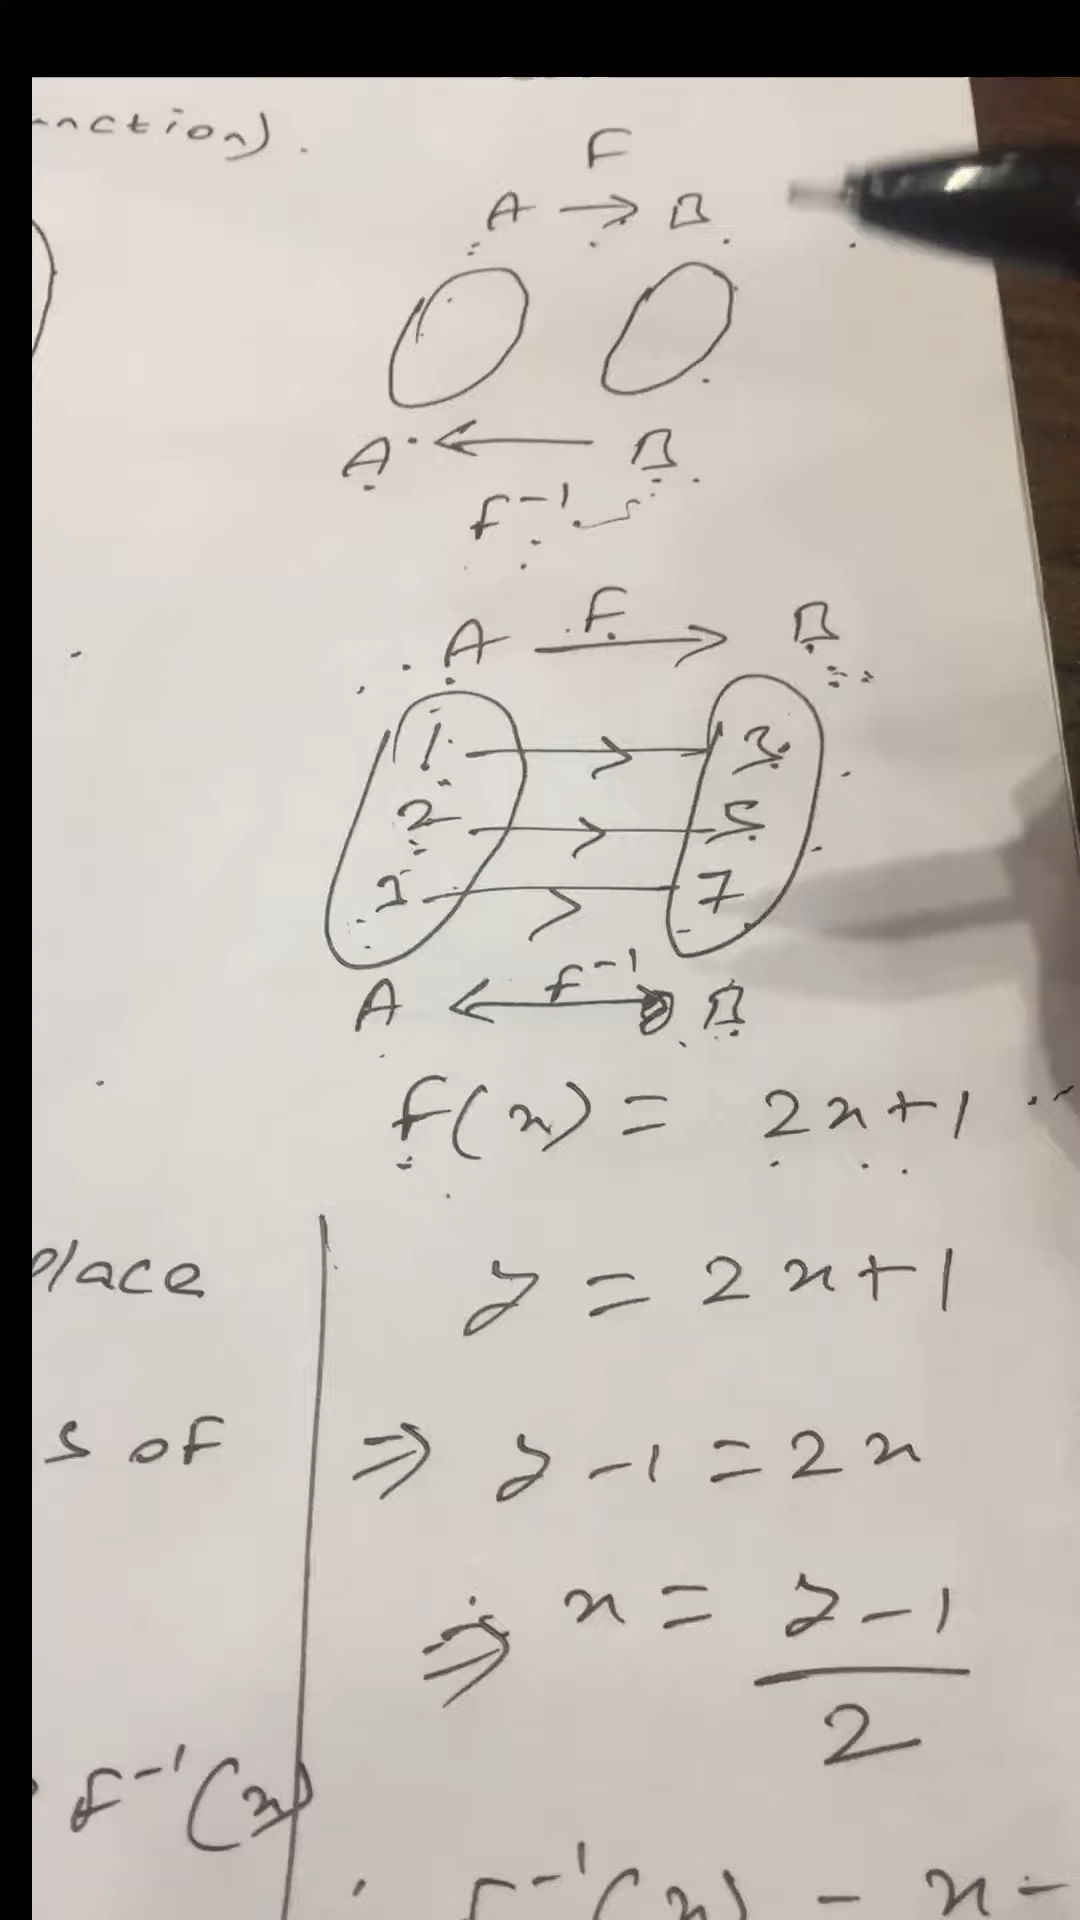 nction).
F
A → B
A ← B
f⁻¹
A F → B
1 → 3
2 → 5
→ 7
A ← f⁻¹ B
f(x) = 2x+1
place
y = 2x+1
s of
⇒ y-1 = 2x
⇒ x = y-1
2
f⁻¹(x)
f⁻¹(x) = x-